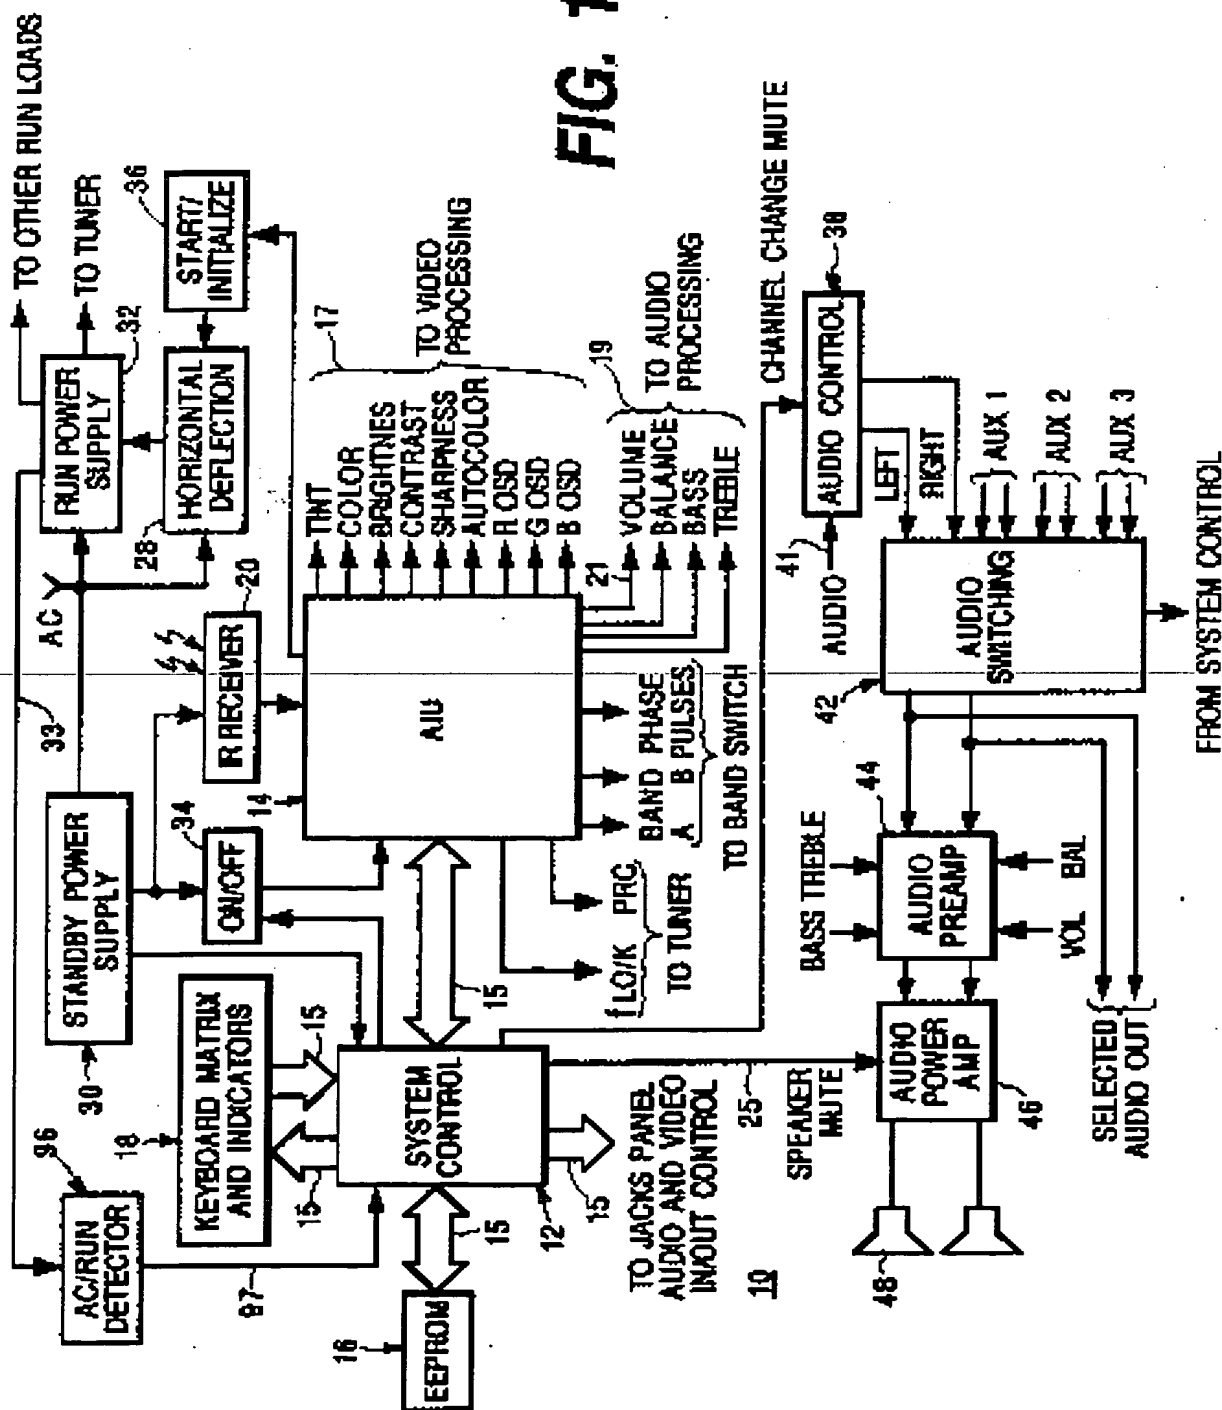 FIG. 1
TO OTHER RUN LOADS
TO TUNER
33
AC
RUN POWER
SUPPLY
32
36
START/
INITIALIZE
HORIZONTAL
DEFLECTION
28
STANDBY POWER
SUPPLY
30
96
AC/RUN
DETECTOR
97
18
KEYBOARD MATRIX
AND INDICATORS
34
ON/OFF
20
IR RECEIVER
15
15
16
EEPROM
15
SYSTEM
CONTROL
12
15
15
14
AIU
TINT
COLOR
BRIGHTNES
CONTRAST
SHARPNESS
AUTOCOLOR
R OSD
G OSD
B OSD
17
TO VIDEO
PROCESSING
21
VOLUME
BALANCE
BASS
TREBLE
19
TO AUDIO
PROCESSING
fLO/K PRC
TO TUNER
BAND PHASE
A B PULSES
TO BAND SWITCH
TO JACKS PANEL
AUDIO AND VIDEO
IN/OUT CONTROL
10
25
SPEAKER
MUTE
CHANNEL CHANGE MUTE
41
AUDIO
AUDIO CONTROL
38
LEFT
RIGHT
AUX 1
AUX 2
AUX 3
42
AUDIO
SWITCHING
FROM SYSTEM CONTROL
44
BASS TREBLE
AUDIO
PREAMP
VOL BAL
AUDIO
POWER
AMP
46
48
SELECTED
AUDIO OUT